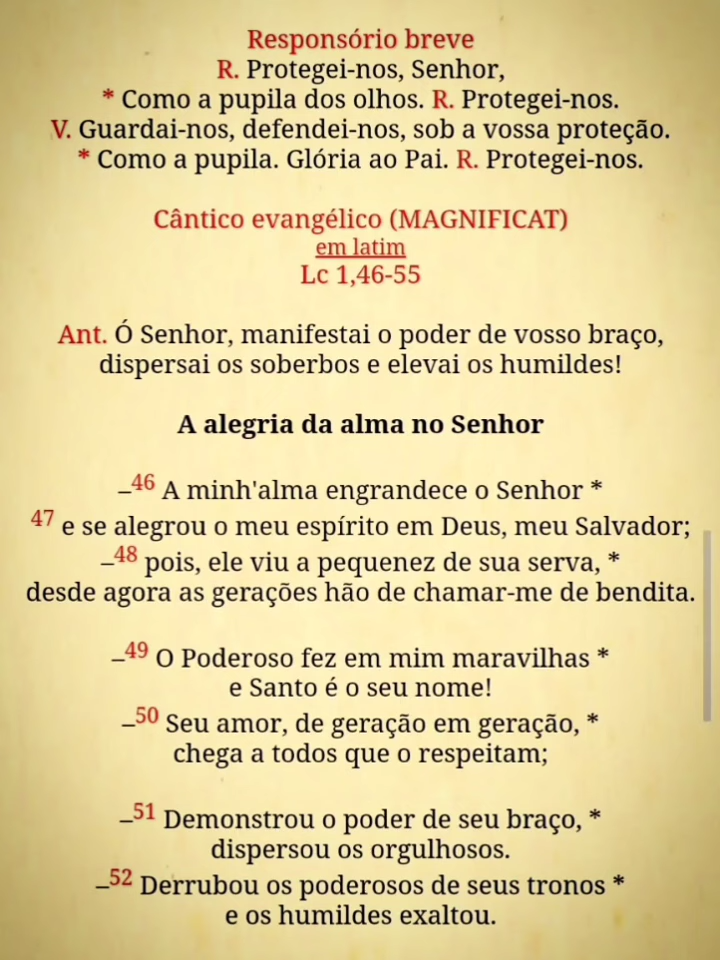 Responsório breve
R. Protegei-nos, Senhor,
* Como a pupila dos olhos. R. Protegei-nos.
V. Guardai-nos, defendei-nos, sob a vossa proteção.
* Como a pupila. Glória ao Pai. R. Protegei-nos.
Cântico evangélico (MAGNIFICAT)
em latim
Lc 1,46-55
Ant. Ó Senhor, manifestai o poder de vosso braço,
dispersai os soberbos e elevai os humildes!
A alegria da alma no Senhor
–46 A minh'alma engrandece o Senhor *
47 e se alegrou o meu espírito em Deus, meu Salvador;
–48 pois, ele viu a pequenez de sua serva, *
desde agora as gerações hão de chamar-me de bendita.
–49 O Poderoso fez em mim maravilhas *
e Santo é o seu nome!
–50 Seu amor, de geração em geração, *
chega a todos que o respeitam;
–51 Demonstrou o poder de seu braço, *
dispersou os orgulhosos.
–52 Derrubou os poderosos de seus tronos *
e os humildes exaltou.